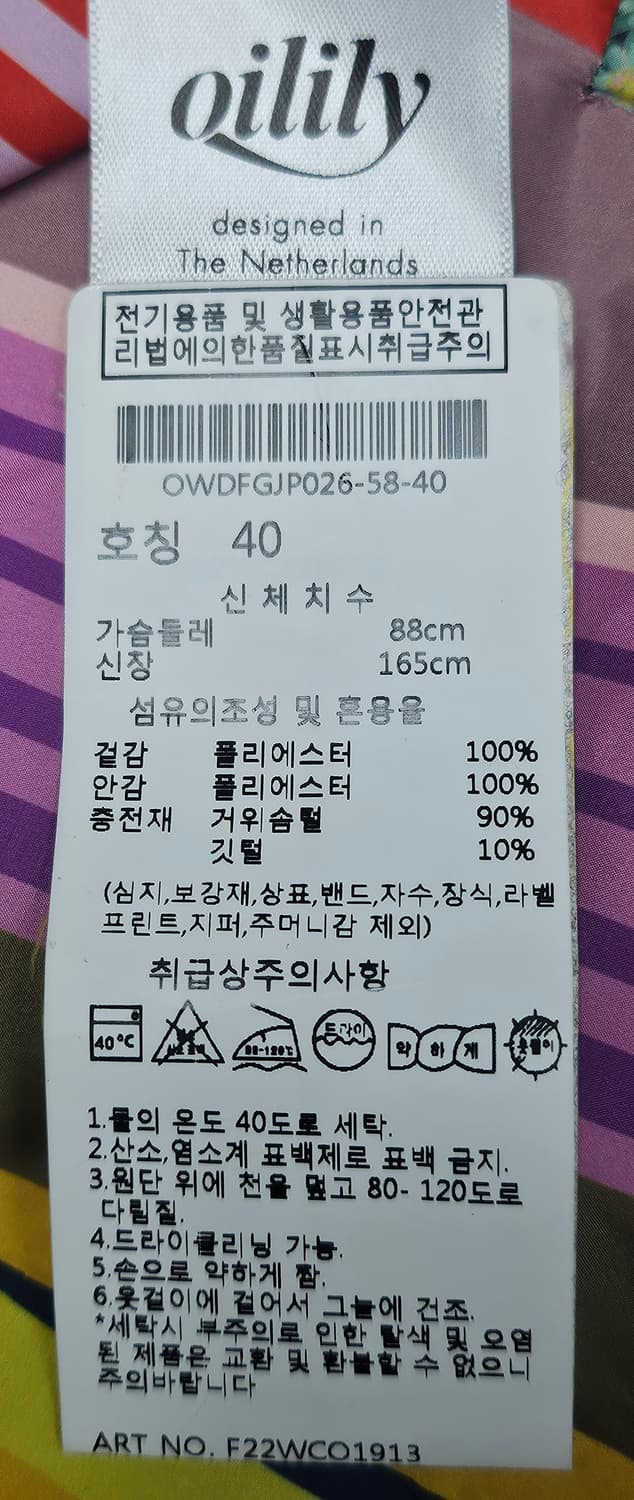 oilily
designed in
The Netherlands
전기용품 및 생활용품안전관
리법에의한품질표시취급주의
OWDFGJP026-58-40
호칭 40
신체치수
가슴둘레 88cm
신장 165cm
섬유의조성 및 혼용율
겉감 폴리에스터 100%
안감 폴리에스터 100%
충전재 거위솜털 90%
깃털 10%
(심지,보강재,상표,밴드,자수,장식,라벨
프린트,지퍼,주머니감 제외)
취급상주의사항
40°C 80-120℃ 드라이 약하게 옷걸이
1.물의 온도 40도로 세탁.
2.산소,염소계 표백제로 표백 금지.
3.원단 위에 천을 덮고 80- 120도로
다림질.
4.드라이클리닝 가능.
5.손으로 약하게 짬.
6.옷걸이에 걸어서 그늘에 건조.
*세탁시 부주의로 인한 탈색 및 오염
된 제품은 교환 및 환불할 수 없으니
주의바랍니다
ART NO. F22WCO1913